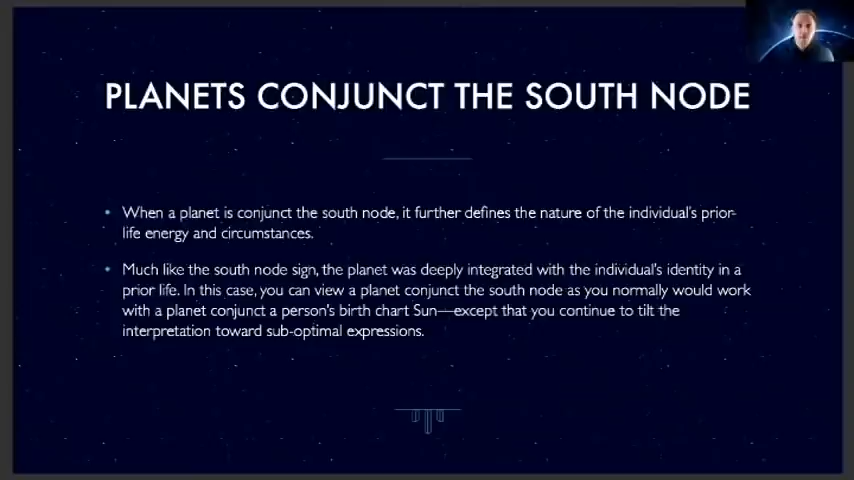 PLANETS CONJUNCT THE SOUTH NODE
• When a planet is conjunct the south node, it further defines the nature of the individual's prior-
life energy and circumstances.
• Much like the south node sign, the planet was deeply integrated with the individual's identity in a
prior life. In this case, you can view a planet conjunct the south node as you normally would work
with a planet conjunct a person's birth chart Sun—except that you continue to tilt the
interpretation toward sub-optimal expressions.